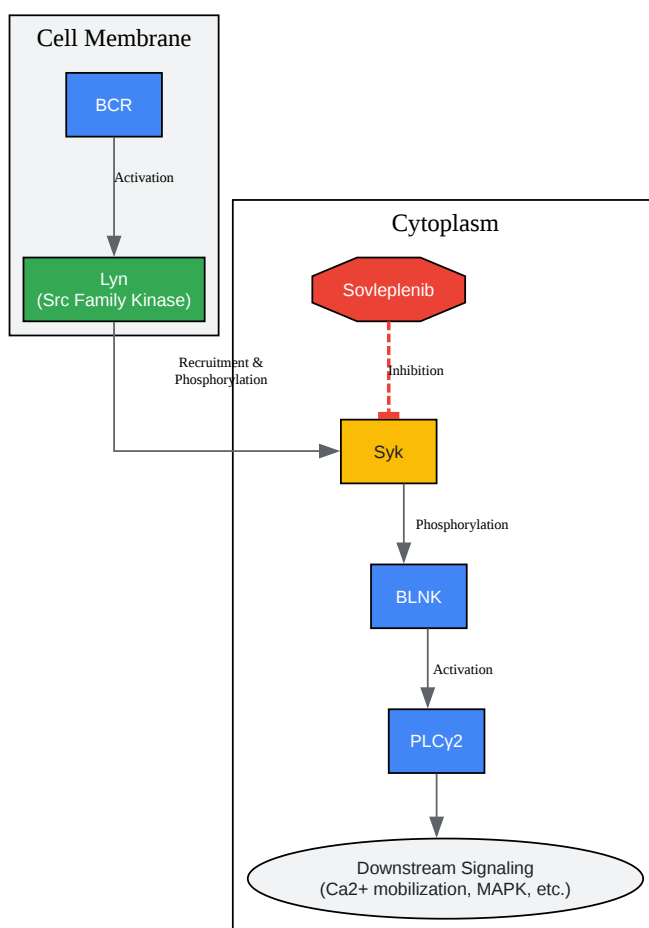 Cell Membrane
BCR
Activation
Lyn
(Src Family Kinase)
Recruitment &
Phosphorylation
Cytoplasm
Sovleplenib
Inhibition
Syk
Phosphorylation
BLNK
Activation
PLCγ2
Downstream Signaling
(Ca2+ mobilization, MAPK, etc.)